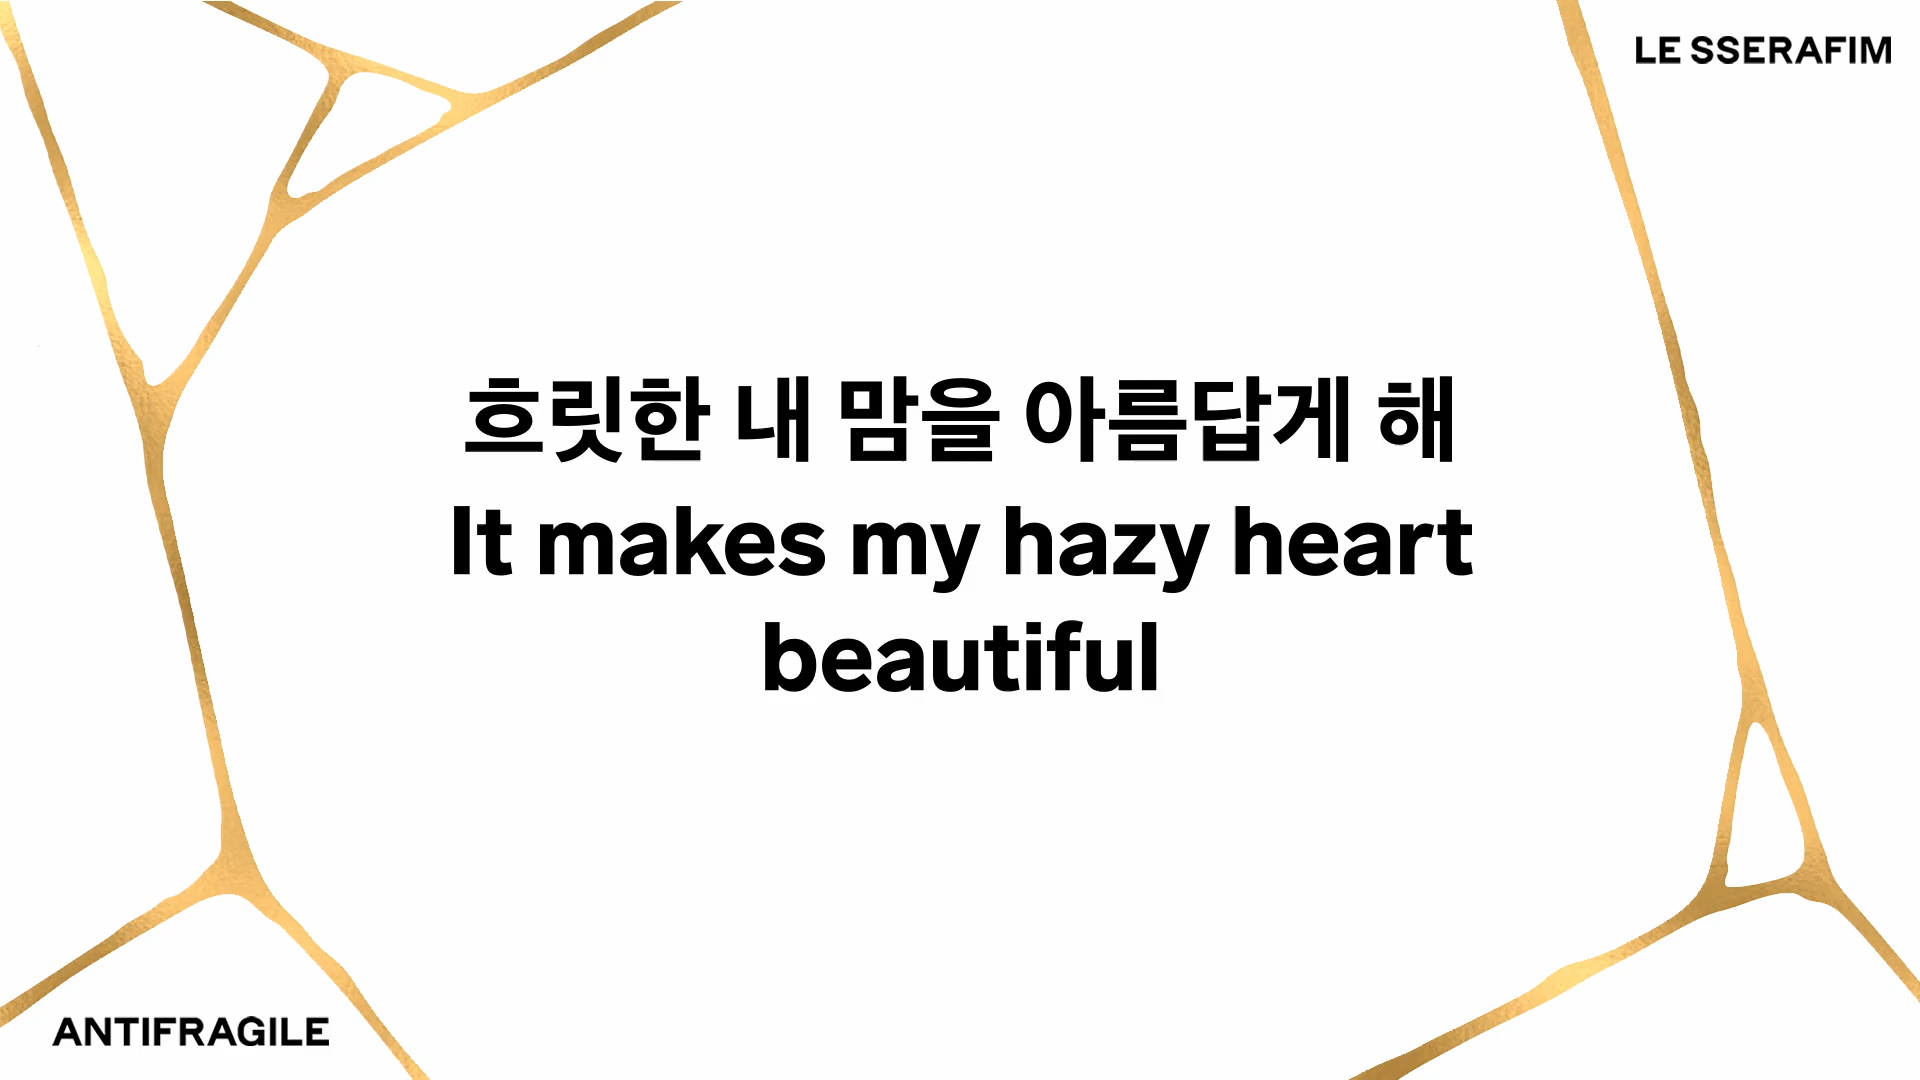 LE SSERAFIM
흐릿한 내 맘을 아름답게 해
It makes my hazy heart
beautiful
ANTIFRAGILE